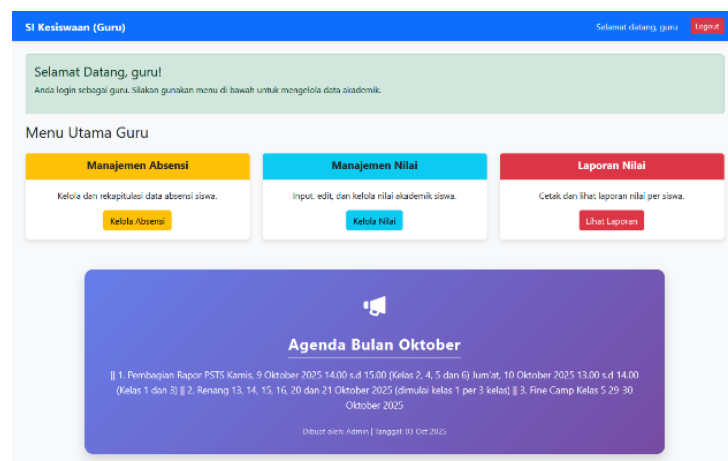 SI Kesiswaan (Guru)
Selamat datang, guru
Logout
Selamat Datang, guru!
Anda login sebagai guru. Silakan gunakan menu di bawah untuk mengelola data akademik.
Menu Utama Guru
Manajemen Absensi
Kelola dan rekapitulasi data absensi siswa.
Kelola Absensi
Manajemen Nilai
Input, edit, dan kelola nilai akademik siswa.
Kelola Nilai
Laporan Nilai
Cetak dan lihat laporan nilai per siswa.
Lihat Laporan
Agenda Bulan Oktober
|| 1. Pembagian Rapor PSTS Kamis, 9 Oktober 2025 14.00 s.d 15.00 (Kelas 2, 4, 5 dan 6) Jum'at, 10 Oktober 2025 13.00 s.d 14.00
(Kelas 1 dan 3) || 2. Renang 13, 14, 15, 16, 20 dan 21 Oktober 2025 (dimulai kelas 1 per 3 kelas) || 3. Fine Camp Kelas 5 29-30
Oktober 2025
Dibuat oleh: Admin | Tanggal: 03 Oct 2025